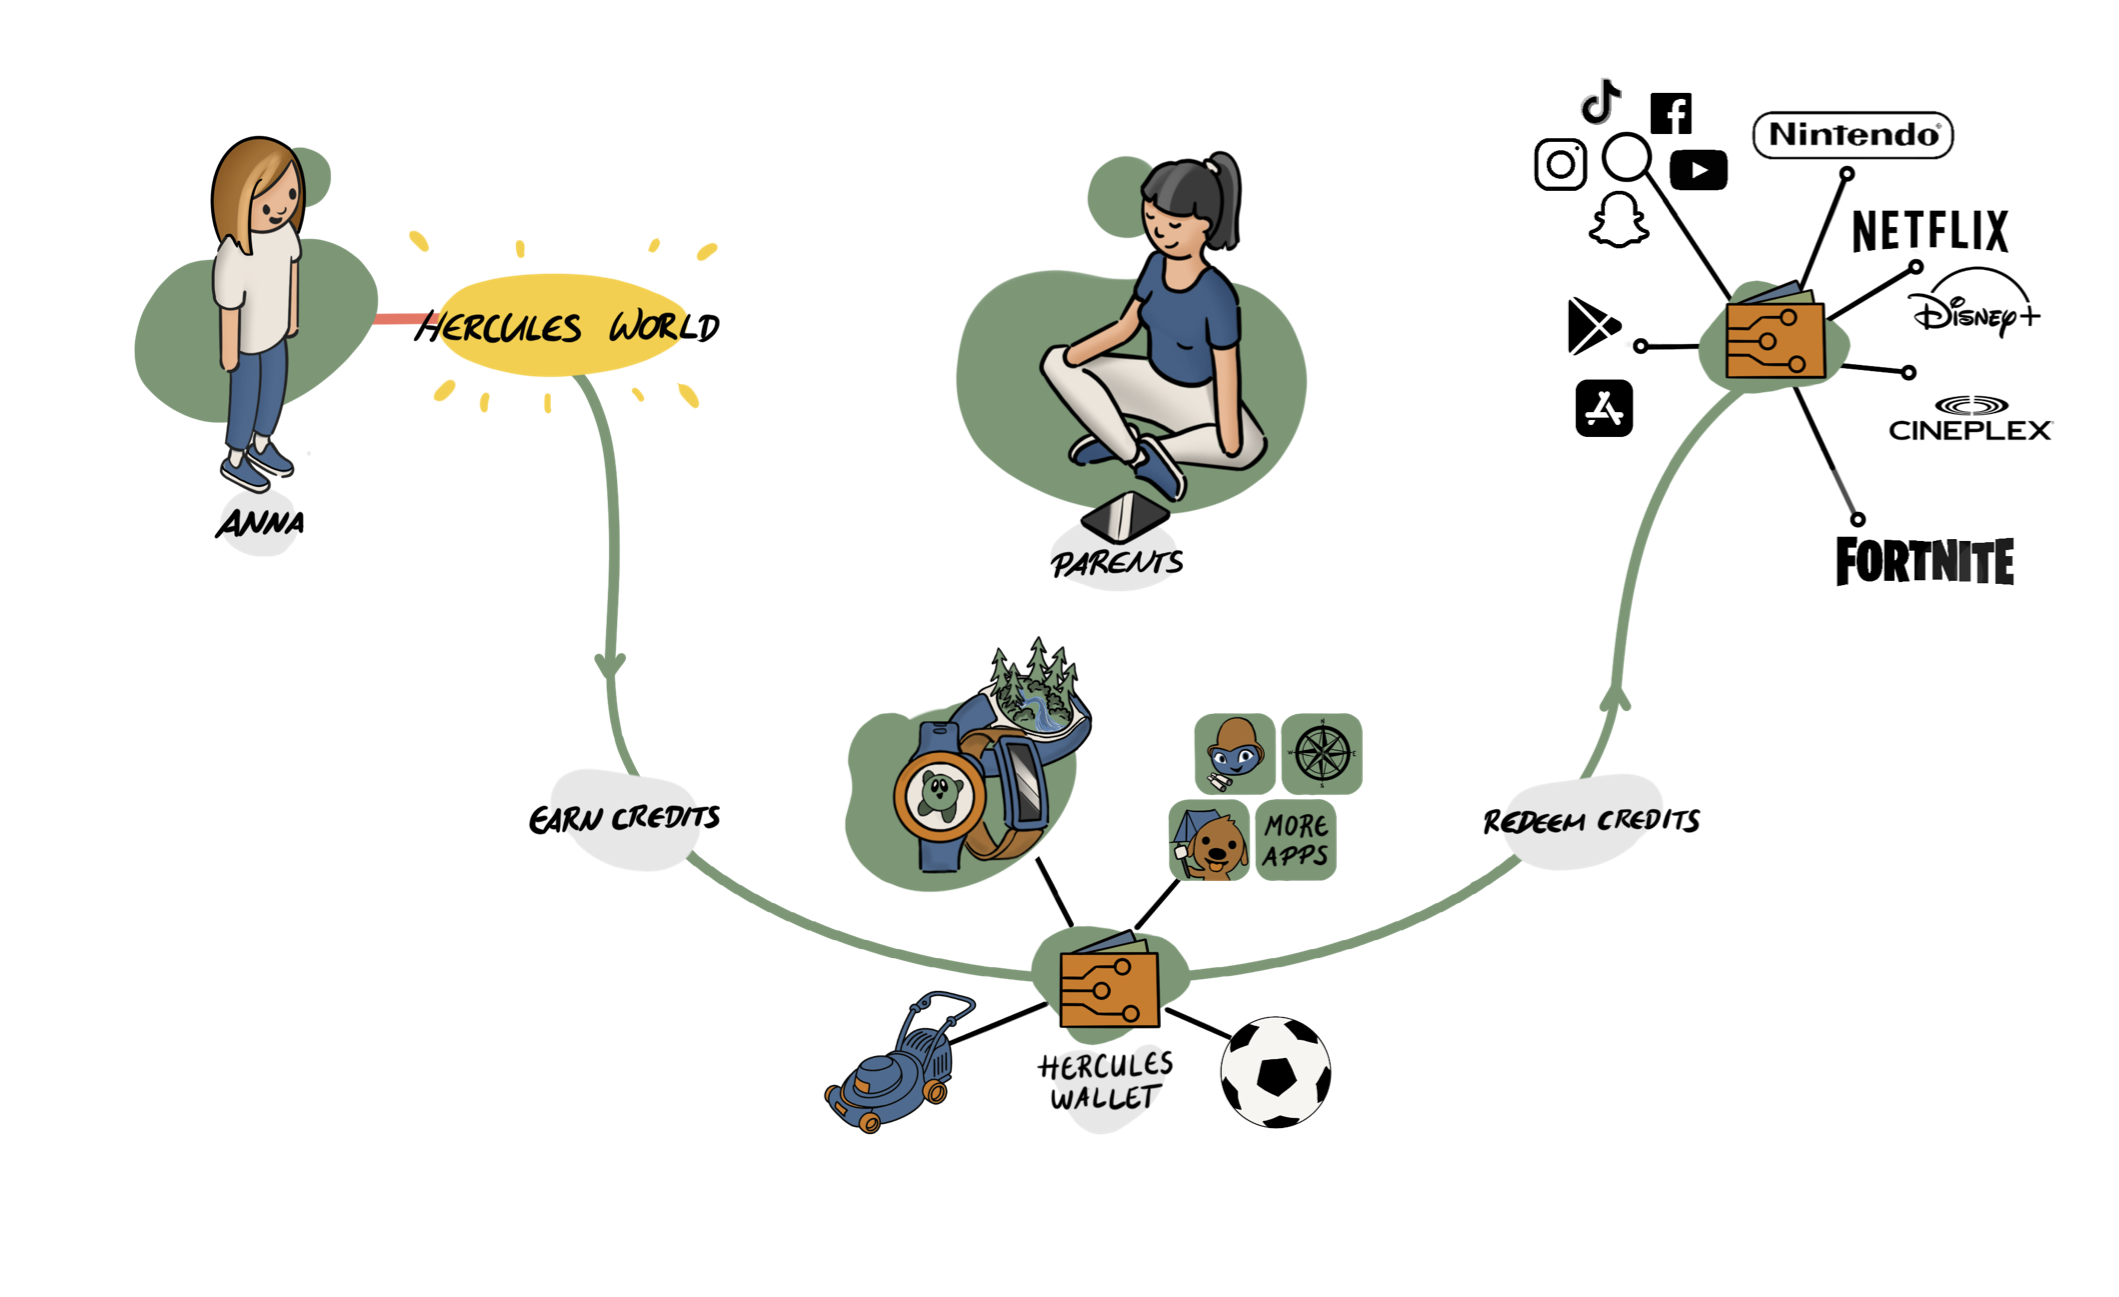 ANNA
HERCULES WORLD
PARENTS
Nintendo
NETFLIX
Disney+
CINEPLEX
FORTNITE
EARN CREDITS
MORE
APPS
REDEEM CREDITS
HERCULES
WALLET